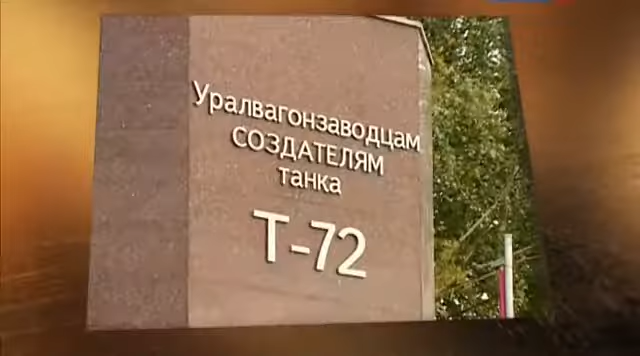 Уралвагонзаводцам
СОЗДАТЕЛЯМ
танка
Т-72